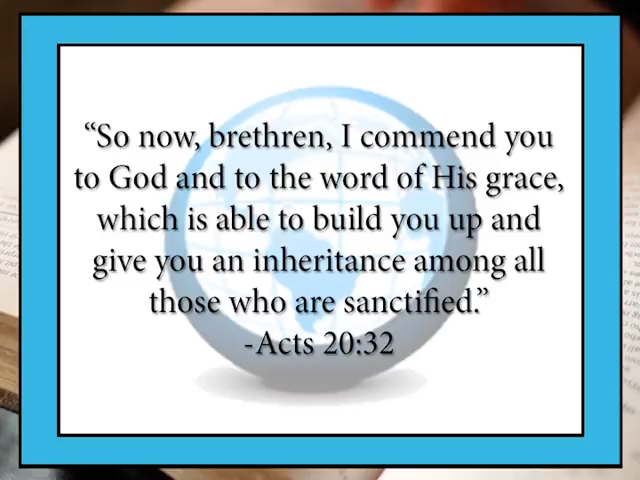 “So now, brethren, I commend you
to God and to the word of His grace,
which is able to build you up and
give you an inheritance among all
those who are sanctified.”
-Acts 20:32